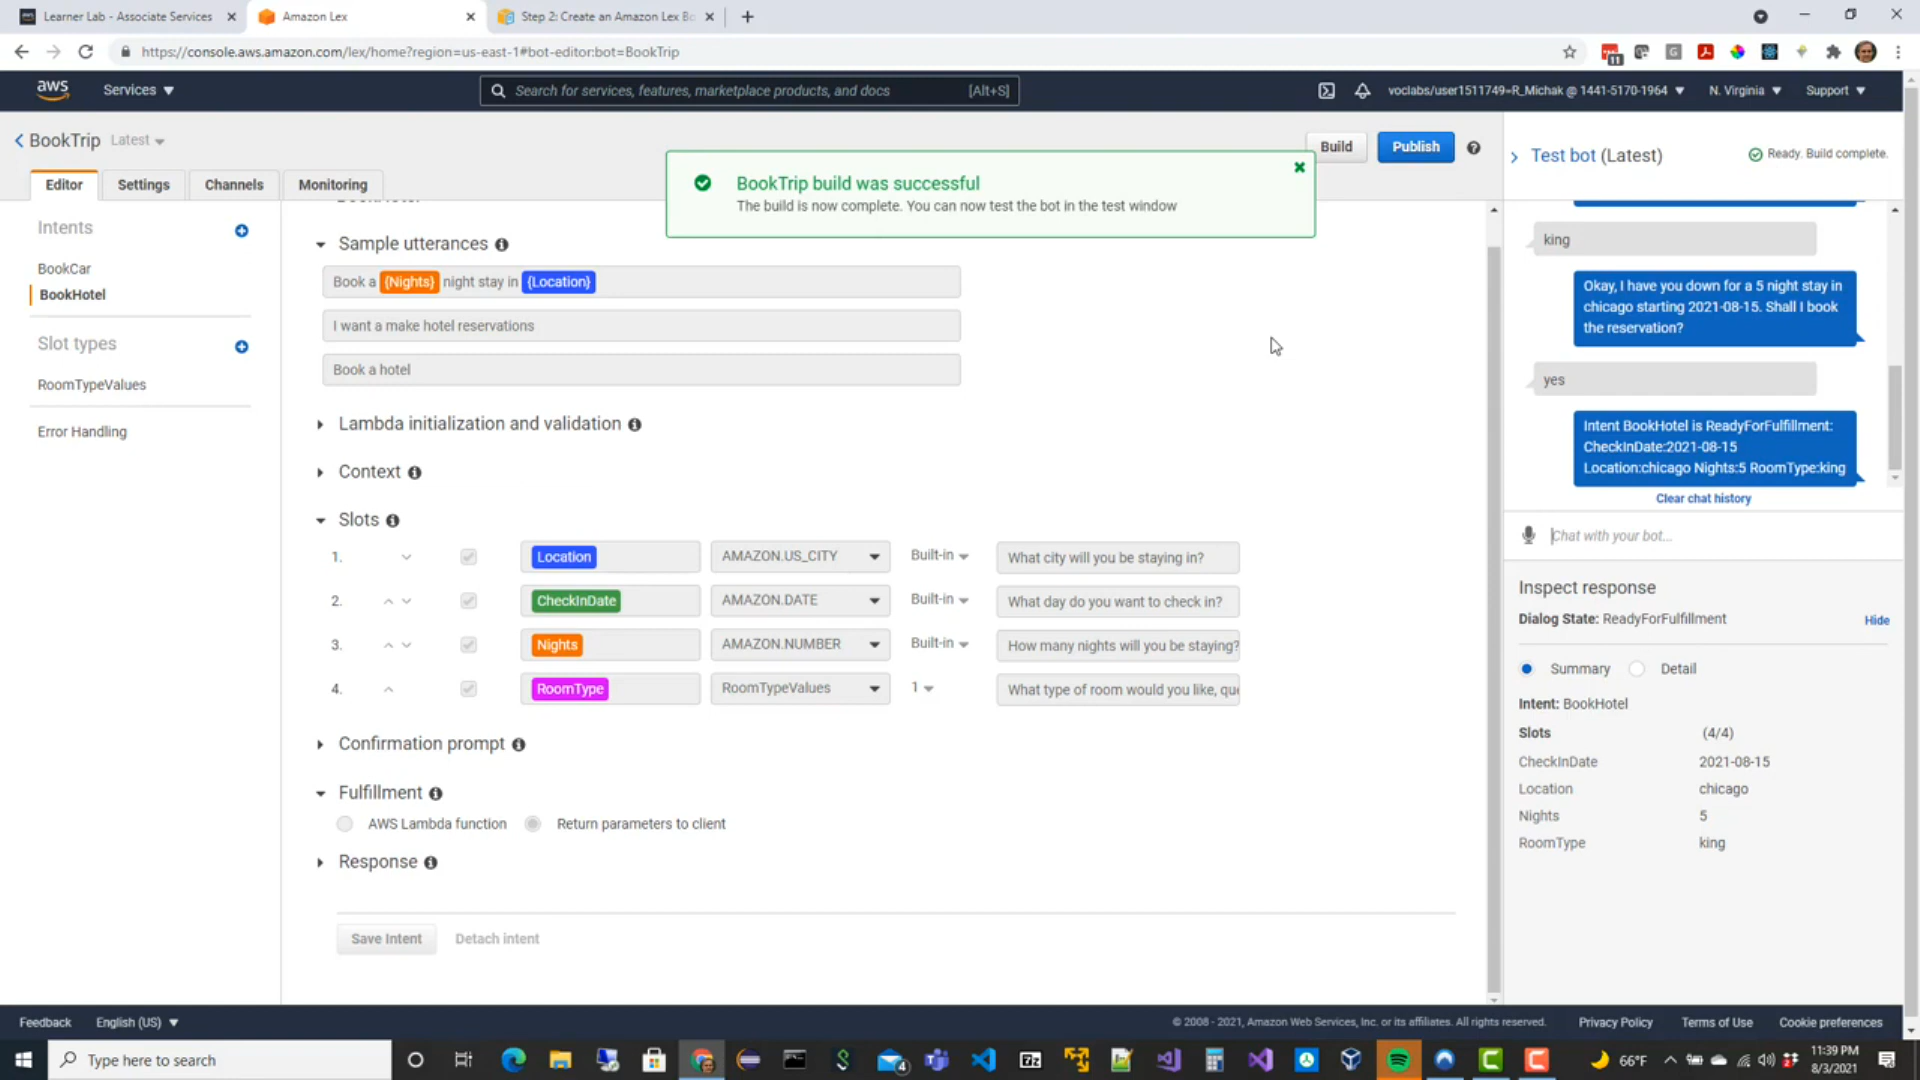 Learner Lab - Associate Services
Amazon Lex
Step 2: Create an Amazon Lex Bo
https://console.aws.amazon.com/lex/home?region=us-east-1#bot-editor:bot=BookTrip
11
aws
Services
Search for services, features, marketplace products, and docs
[Alt+S]
voclabs/user1511749=R_Michak @ 1441-5170-1964
N. Virginia
Support
BookTrip
Latest
Build
Publish
Editor
Settings
Channels
Monitoring
BookTrip build was successful
The build is now complete. You can now test the bot in the test window
Test bot (Latest)
Ready. Build complete.
Intents
BookCar
BookHotel
Slot types
RoomTypeValues
Error Handling
Sample utterances
Book a {Nights} night stay in {Location}
I want a make hotel reservations
Book a hotel
Lambda initialization and validation
Context
Slots
1. Location AMAZON.US_CITY Built-in What city will you be staying in?
2. CheckInDate AMAZON.DATE Built-in What day do you want to check in?
3. Nights AMAZON.NUMBER Built-in How many nights will you be staying?
4. RoomType RoomTypeValues 1 What type of room would you like, que
Confirmation prompt
Fulfillment
AWS Lambda function
Return parameters to client
Response
Save Intent
Detach intent
king
Okay, I have you down for a 5 night stay in
chicago starting 2021-08-15. Shall I book
the reservation?
yes
Intent BookHotel is ReadyForFulfillment:
CheckInDate:2021-08-15
Location:chicago Nights:5 RoomType:king
Clear chat history
Chat with your bot...
Inspect response
Dialog State: ReadyForFulfillment
Hide
Summary
Detail
Intent: BookHotel
Slots (4/4)
CheckInDate 2021-08-15
Location chicago
Nights 5
RoomType king
Feedback
English (US)
© 2008 - 2021, Amazon Web Services, Inc. or its affiliates. All rights reserved.
Privacy Policy
Terms of Use
Cookie preferences
Type here to search
4
7z
66°F
11:39 PM
8/3/2021